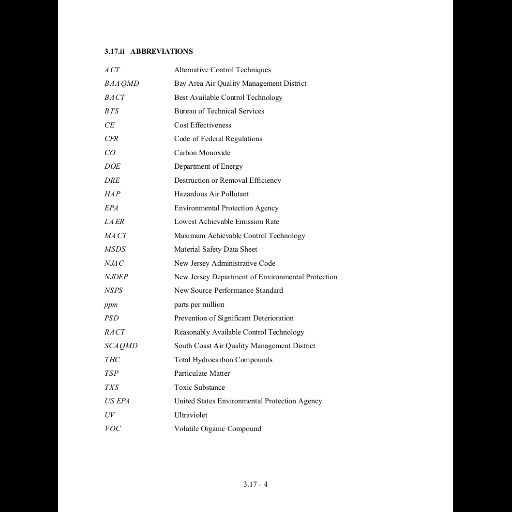 3.17.ii ABBREVIATIONS
ACT Alternative Control Techniques
BAAQMD Bay Area Air Quality Management District
BACT Best Available Control Technology
BTS Bureau of Technical Services
CE Cost Effectiveness
CFR Code of Federal Regulations
CO Carbon Monoxide
DOE Department of Energy
DRE Destruction or Removal Efficiency
HAP Hazardous Air Pollutant
EPA Environmental Protection Agency
LAER Lowest Achievable Emission Rate
MACT Maximum Achievable Control Technology
MSDS Material Safety Data Sheet
NJAC New Jersey Administrative Code
NJDEP New Jersey Department of Environmental Protection
NSPS New Source Performance Standard
ppm parts per million
PSD Prevention of Significant Deterioration
RACT Reasonably Available Control Technology
SCAQMD South Coast Air Quality Management District
THC Total Hydrocarbon Compounds
TSP Particulate Matter
TXS Toxic Substance
US EPA United States Environmental Protection Agency
UV Ultraviolet
VOC Volatile Organic Compound
3.17 - 4